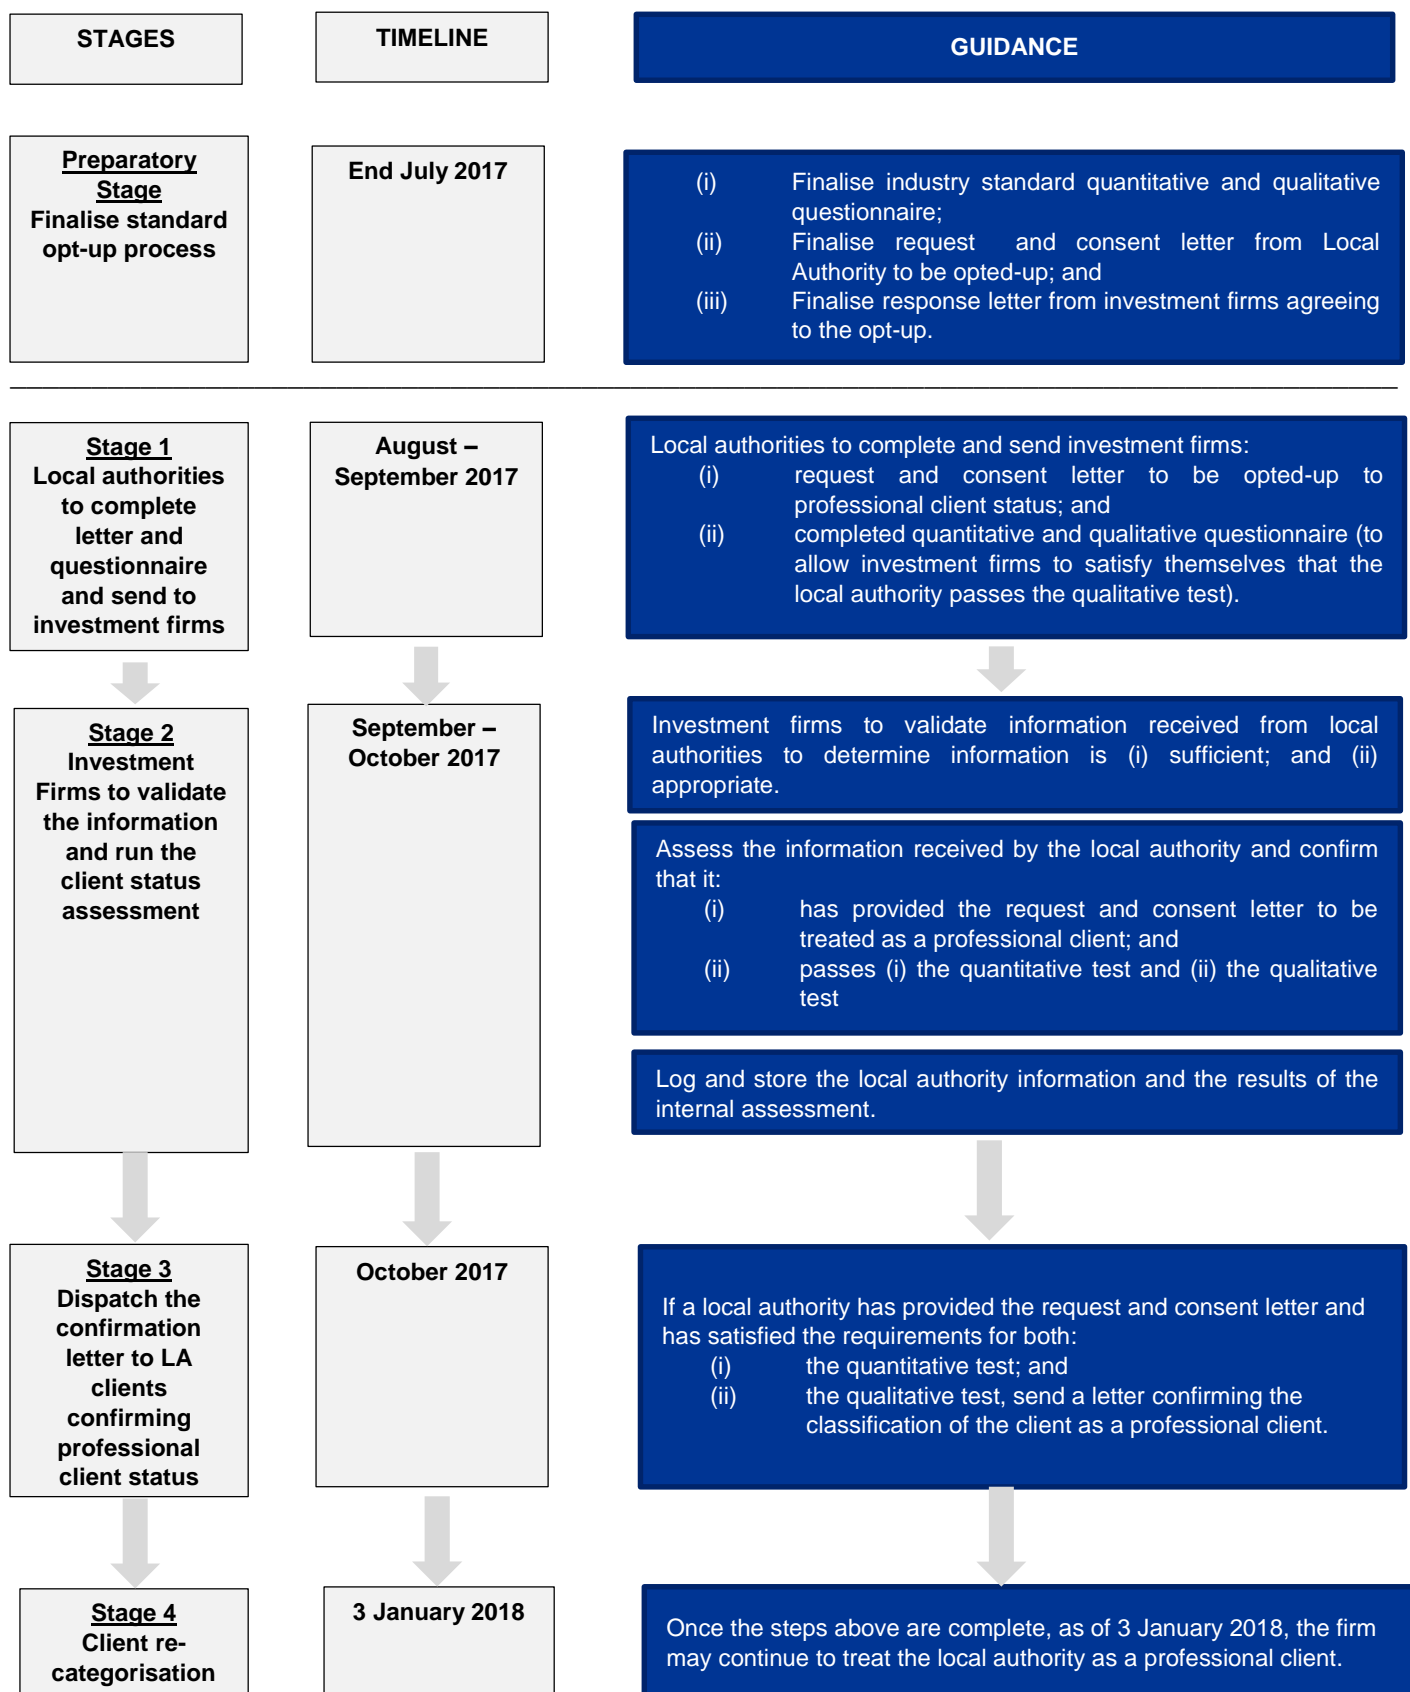 STAGES
TIMELINE
GUIDANCE
Preparatory
Stage
Finalise standard
opt-up process
End July 2017
(i) Finalise industry standard quantitative and qualitative
questionnaire;
(ii) Finalise request and consent letter from Local
Authority to be opted-up; and
(iii) Finalise response letter from investment firms agreeing
to the opt-up.
Stage 1
Local authorities
to complete
letter and
questionnaire
and send to
investment firms
August –
September 2017
Local authorities to complete and send investment firms:
(i) request and consent letter to be opted-up to
professional client status; and
(ii) completed quantitative and qualitative questionnaire (to
allow investment firms to satisfy themselves that the
local authority passes the qualitative test).
Stage 2
Investment
Firms to validate
the information
and run the
client status
assessment
September –
October 2017
Investment firms to validate information received from local
authorities to determine information is (i) sufficient; and (ii)
appropriate.
Assess the information received by the local authority and confirm
that it:
(i) has provided the request and consent letter to be
treated as a professional client; and
(ii) passes (i) the quantitative test and (ii) the qualitative
test
Log and store the local authority information and the results of the
internal assessment.
Stage 3
Dispatch the
confirmation
letter to LA
clients
confirming
professional
client status
October 2017
If a local authority has provided the request and consent letter and
has satisfied the requirements for both:
(i) the quantitative test; and
(ii) the qualitative test, send a letter confirming the
classification of the client as a professional client.
Stage 4
Client re-
categorisation
3 January 2018
Once the steps above are complete, as of 3 January 2018, the firm
may continue to treat the local authority as a professional client.